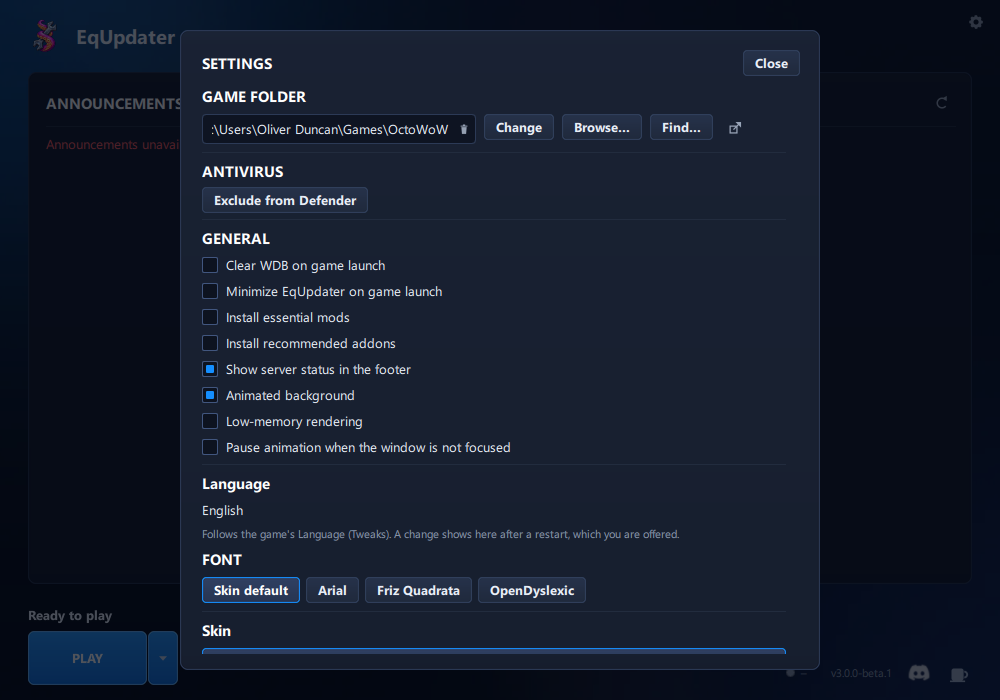 EqUpdater
SETTINGS
Close
ANNOUNCEMENTS
Announcements unavai
GAME FOLDER
:\Users\Oliver Duncan\Games\OctoWoW
Change
Browse...
Find...
ANTIVIRUS
Exclude from Defender
GENERAL
Clear WDB on game launch
Minimize EqUpdater on game launch
Install essential mods
Install recommended addons
Show server status in the footer
Animated background
Low-memory rendering
Pause animation when the window is not focused
Language
English
Follows the game's Language (Tweaks). A change shows here after a restart, which you are offered.
FONT
Skin default
Arial
Friz Quadrata
OpenDyslexic
Skin
Ready to play
PLAY
–
v3.0.0-beta.1